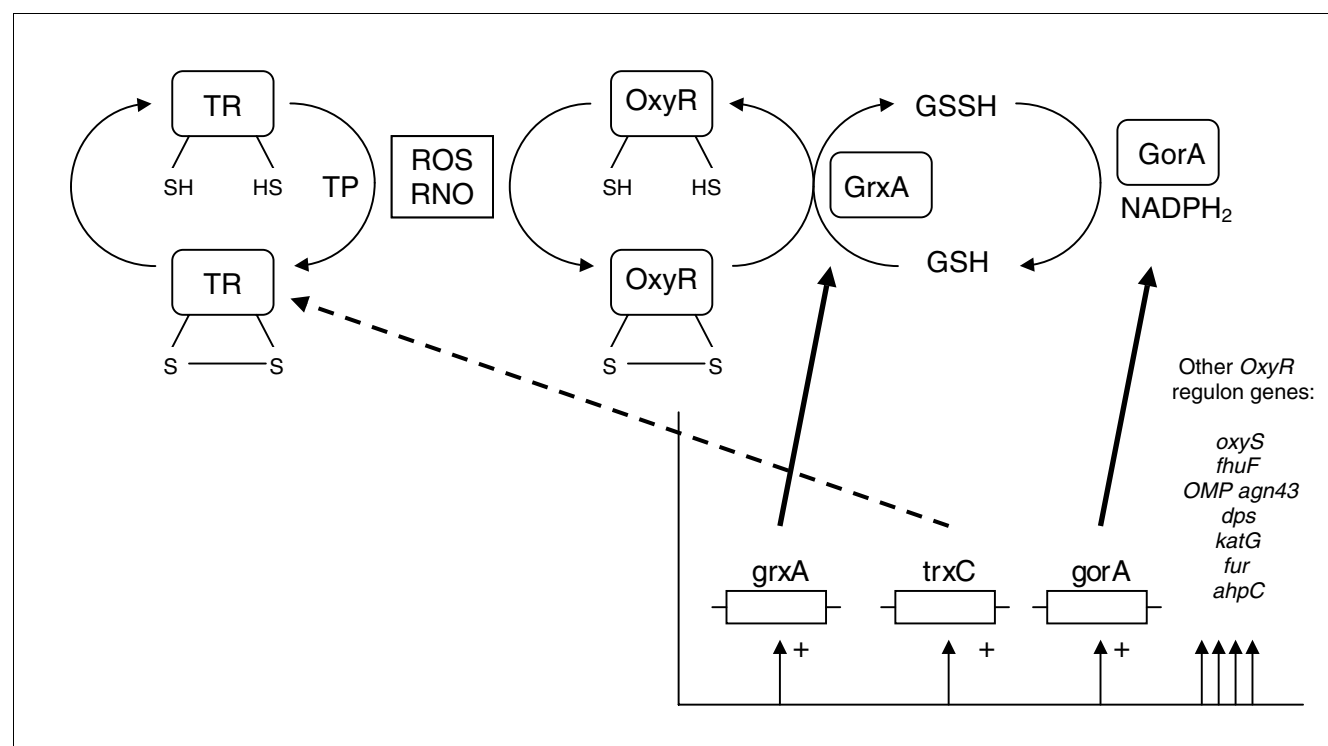 TR
SH HS
TP
TR
S S
ROS
RNO
OxyR
SH HS
OxyR
S S
GrxA
GSSH
GSH
GorA
NADPH₂
Other OxyR
regulon genes:
oxyS
fhuF
OMP agn43
dps
katG
fur
ahpC
grxA
trxC
gorA
+
+
+